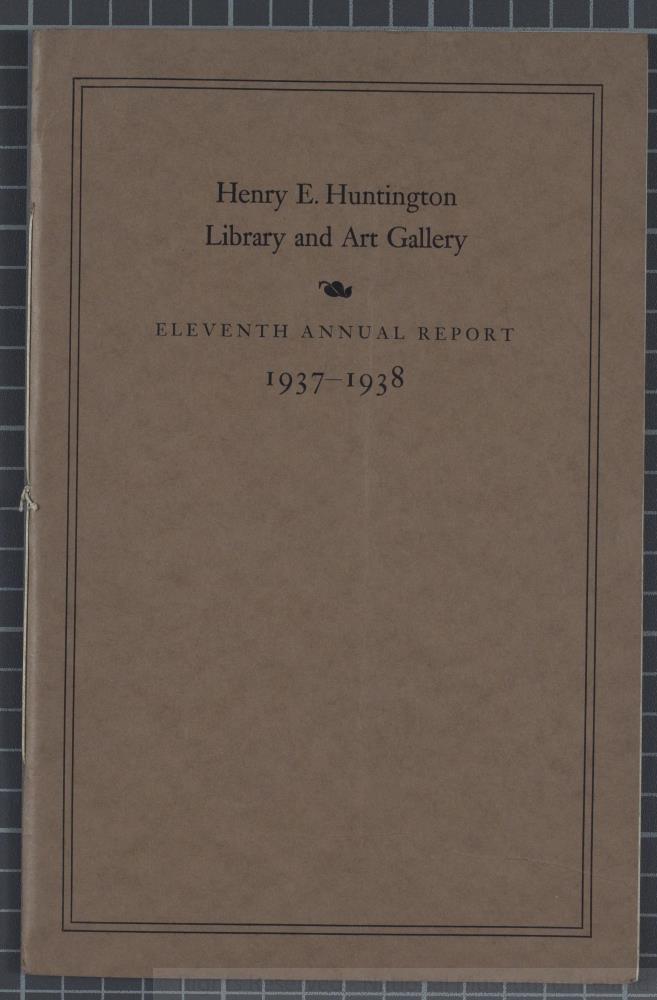 Henry E. Huntington
Library and Art Gallery
ELEVENTH ANNUAL REPORT
1937–1938